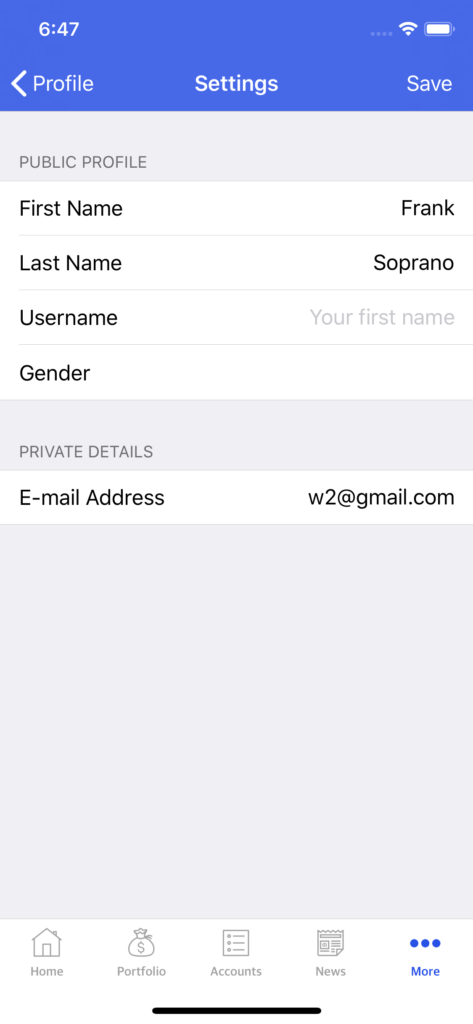 6:47
Profile Settings Save
PUBLIC PROFILE
First Name Frank
Last Name Soprano
Username Your first name
Gender
PRIVATE DETAILS
E-mail Address w2@gmail.com
$
Home Portfolio Accounts News More